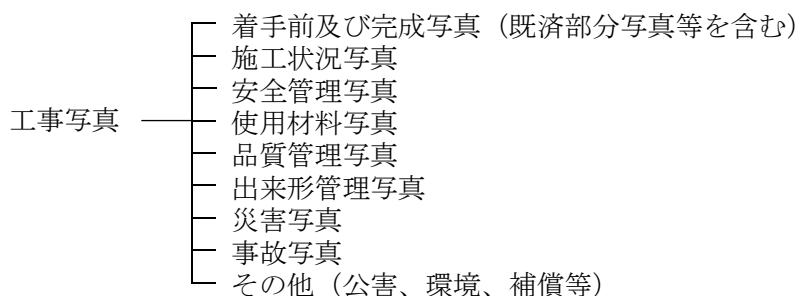 着手前及び完成写真（既済部分写真等を含む）
施工状況写真
安全管理写真
工事写真
使用材料写真
品質管理写真
出来形管理写真
災害写真
事故写真
その他（公害、環境、補償等）